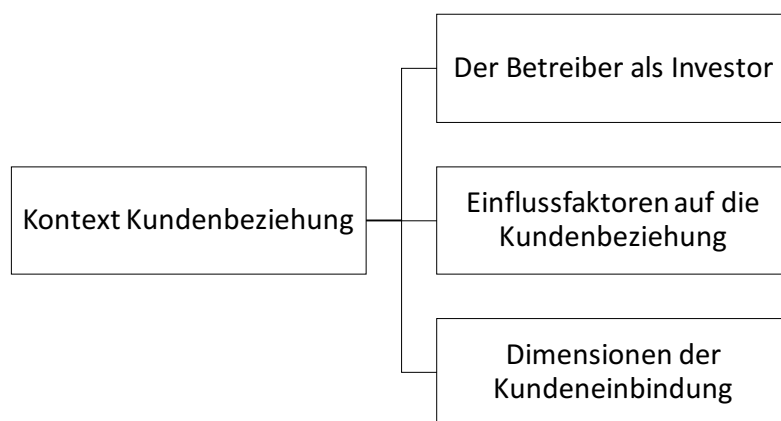 Der Betreiber als Investor
Kontext Kundenbeziehung
Einflussfaktoren auf die
Kundenbeziehung
Dimensionen der
Kundeneinbindung